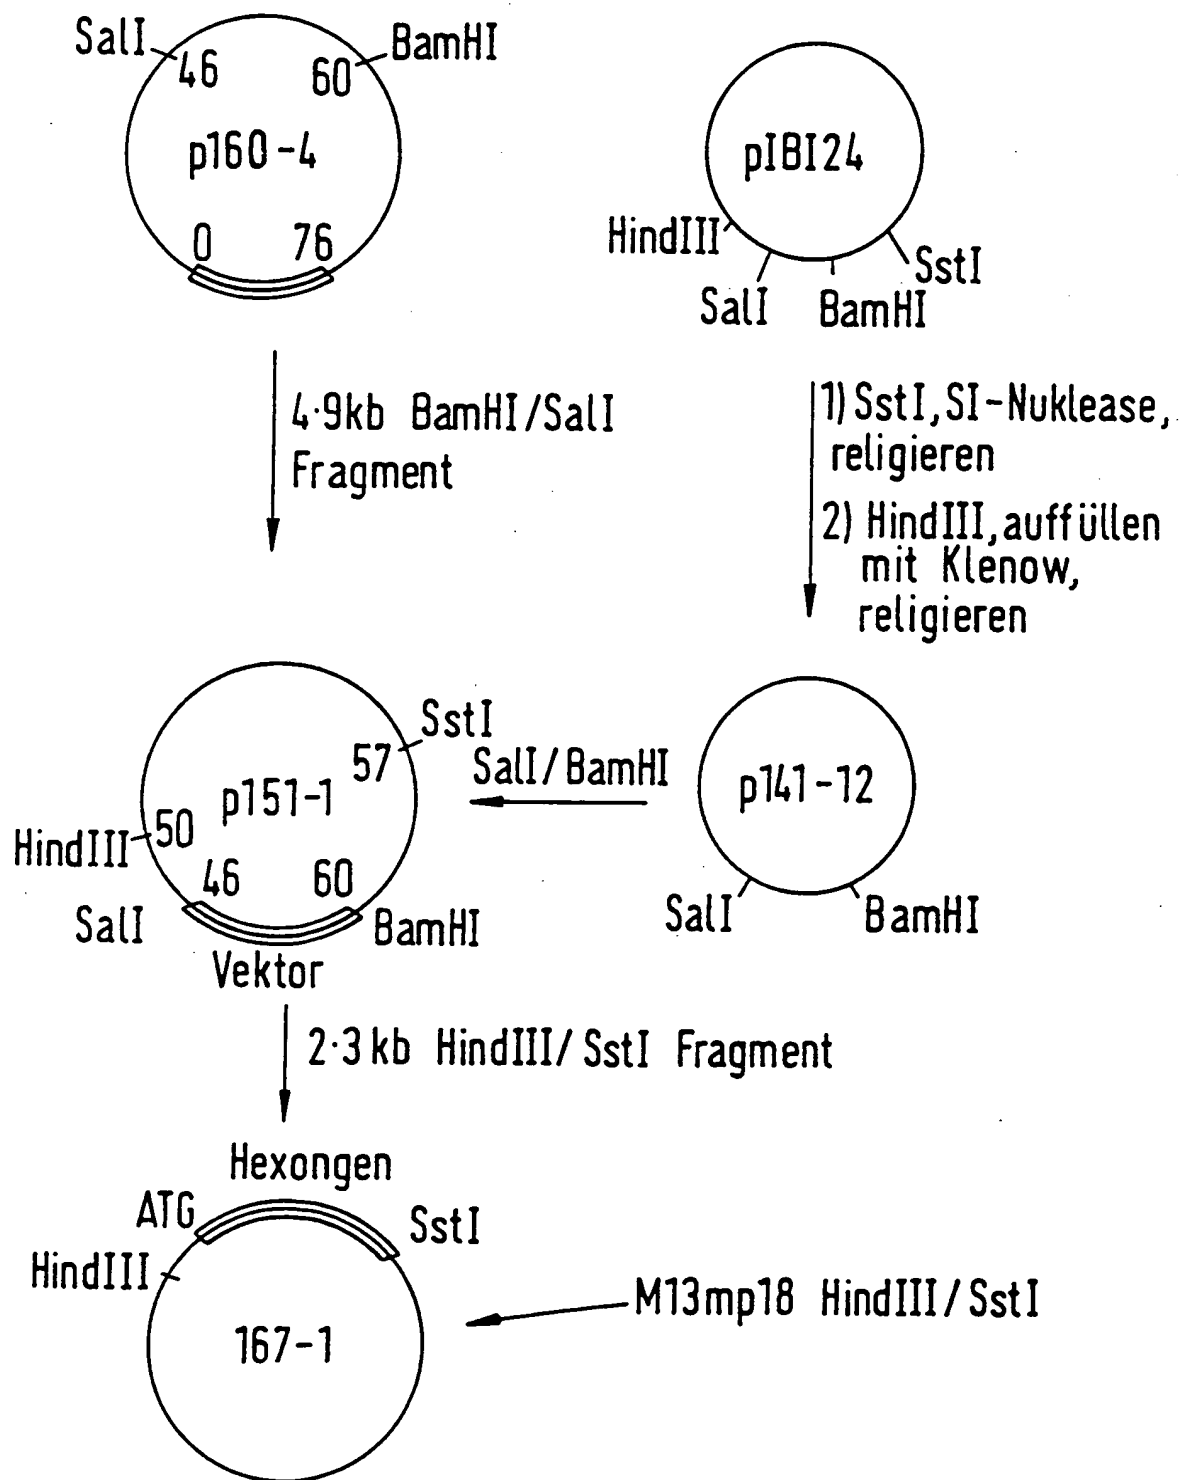 SalI
46
60
BamHI
p160-4
0
76
pIBI24
HindIII
SalI
BamHI
SstI
4·9kb BamHI/SalI
Fragment
1) SstI, SI-Nuklease,
religieren
2) HindIII, auffüllen
mit Klenow,
religieren
SstI
57
p151-1
HindIII
50
46
60
SalI
BamHI
Vektor
SalI/BamHI
p141-12
SalI
BamHI
2·3 kb HindIII/SstI Fragment
Hexongen
ATG
SstI
HindIII
167-1
M13mp18 HindIII/SstI